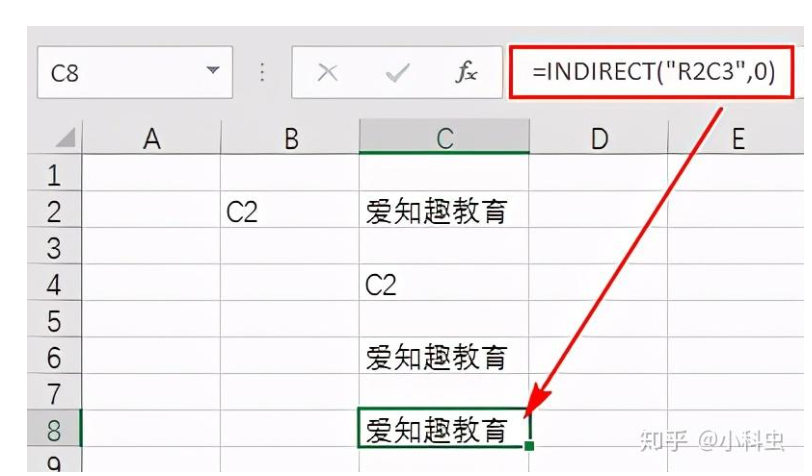 C8 fx =INDIRECT("R2C3",0)
A B C D E
1
2 C2 爱知趣教育
3
4 C2
5
6 爱知趣教育
7
8 爱知趣教育
9
知乎 @小科虫